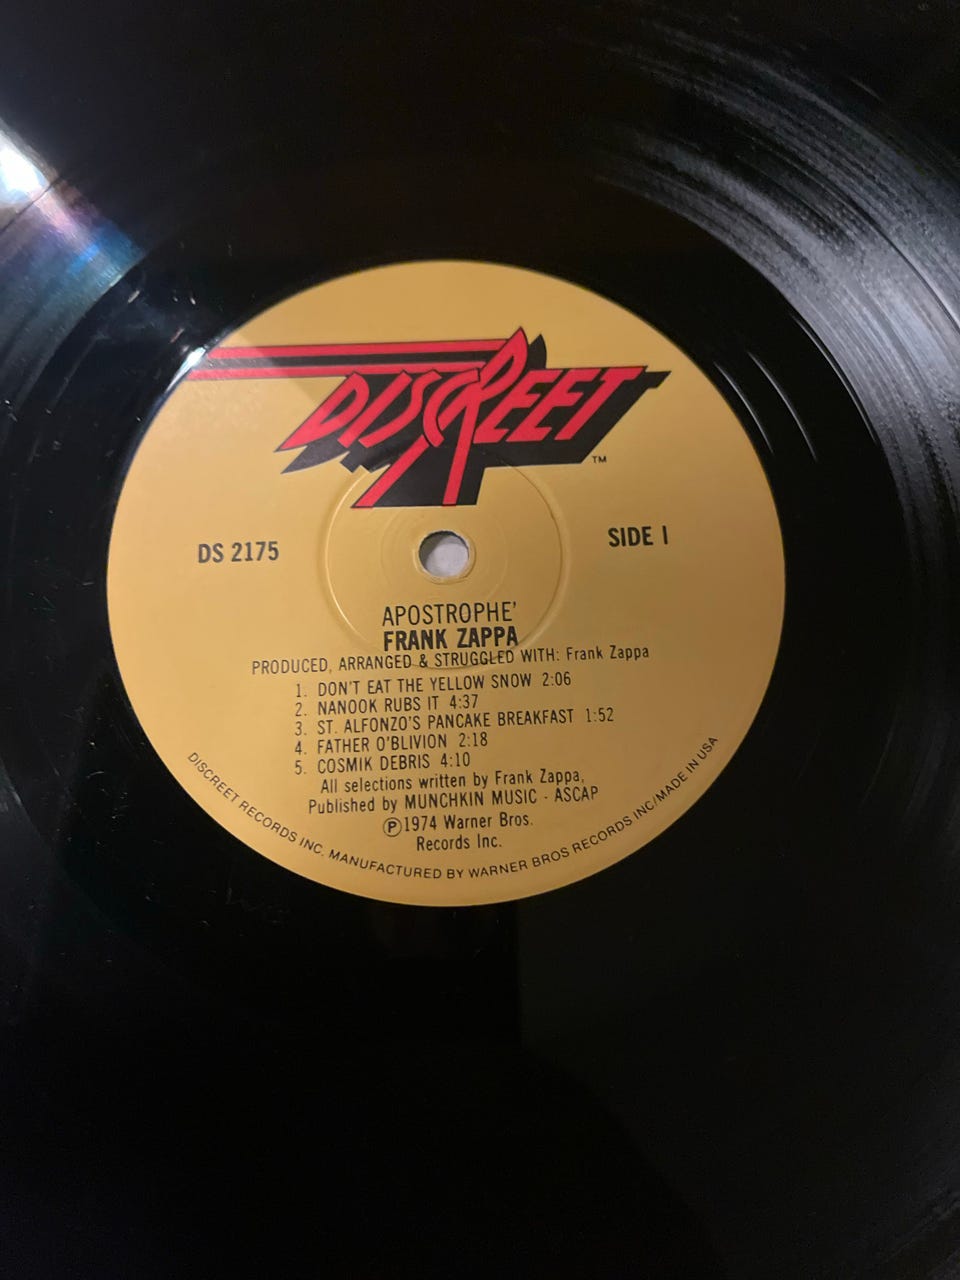 DISCREET
TM
DS 2175
SIDE I
APOSTROPHE'
FRANK ZAPPA
PRODUCED, ARRANGED & STRUGGLED WITH: Frank Zappa
1. DON'T EAT THE YELLOW SNOW 2:06
2. NANOOK RUBS IT 4:37
3. ST. ALFONZO'S PANCAKE BREAKFAST 1:52
4. FATHER O'BLIVION 2:18
5. COSMIK DEBRIS 4:10
All selections written by Frank Zappa,
Published by MUNCHKIN MUSIC - ASCAP
Ⓟ1974 Warner Bros.
Records Inc.
DISCREET RECORDS INC. MANUFACTURED BY WARNER BROS RECORDS INC/MADE IN USA